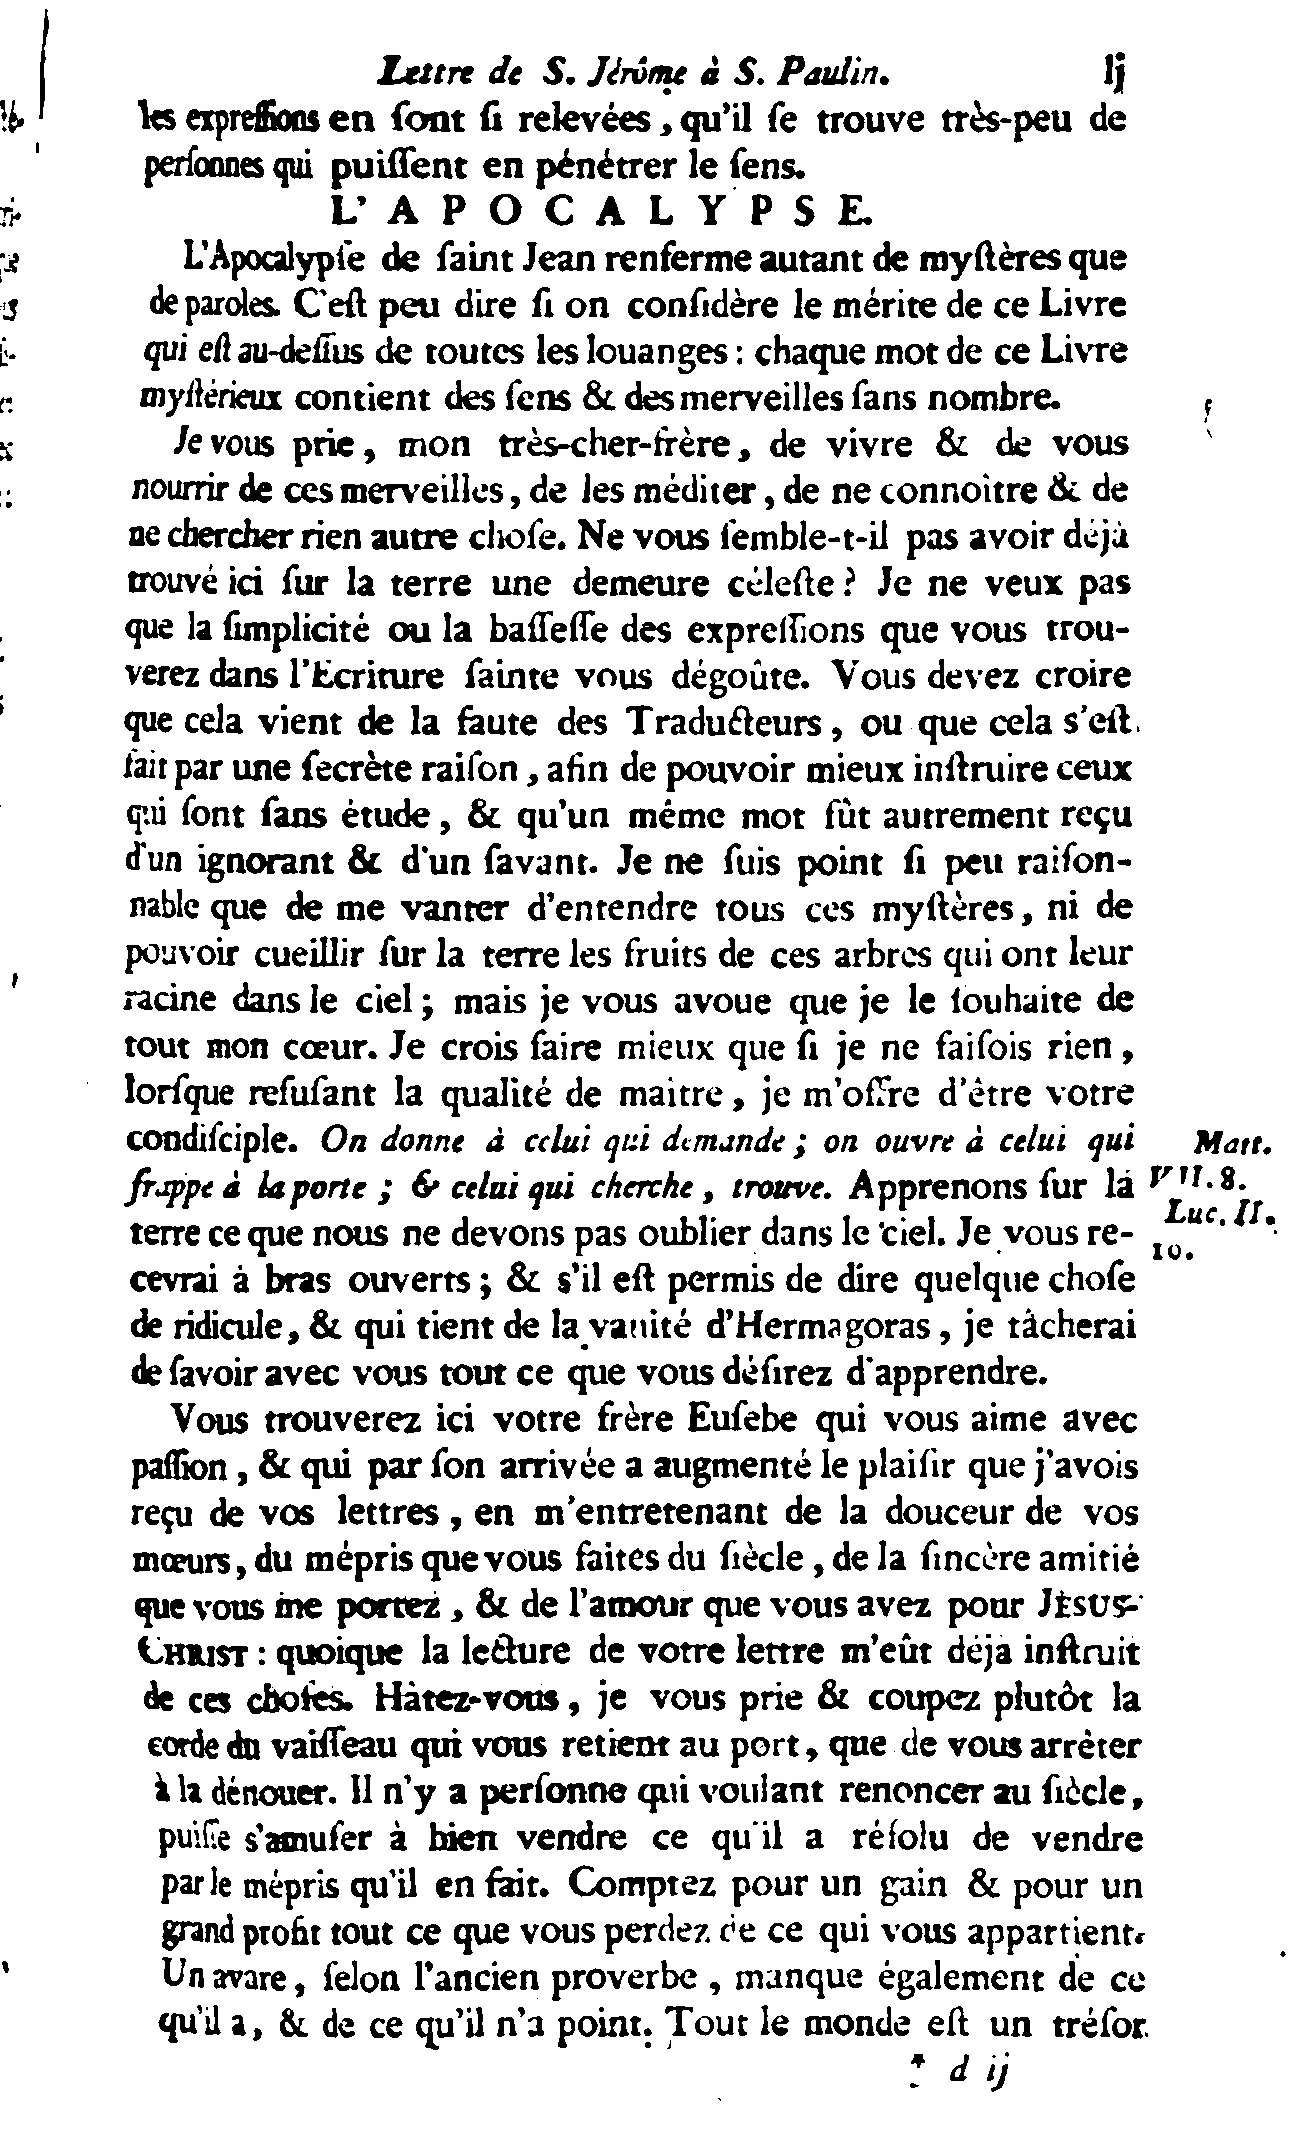 Lettre de S. Jérôme à S. Paulin. lj
les expreſſions en ſont ſi relevées, qu'il ſe trouve très-peu de
perſonnes qui puiſſent en pénétrer le ſens.
L'APOCALYPSE.
L'Apocalypſe de ſaint Jean renferme autant de myſtères que
de paroles. C'eſt peu dire ſi on conſidère le mérite de ce Livre
qui eſt au-deſſus de toutes les louanges : chaque mot de ce Livre
myſtérieux contient des ſens & des merveilles ſans nombre.
Je vous prie, mon très-cher-frère, de vivre & de vous
nourrir de ces merveilles, de les méditer, de ne connoître & de
ne chercher rien autre choſe. Ne vous ſemble-t-il pas avoir déjà
trouvé ici ſur la terre une demeure céleſte ? Je ne veux pas
que la ſimplicité ou la baſſeſſe des expreſſions que vous trou-
verez dans l'Ecriture ſainte vous dégoûte. Vous devez croire
que cela vient de la faute des Traducteurs, ou que cela s'eſt
fait par une ſecrète raiſon, afin de pouvoir mieux inſtruire ceux
qui ſont ſans étude, & qu'un même mot fût autrement reçu
d'un ignorant & d'un ſavant. Je ne ſuis point ſi peu raiſon-
nable que de me vanter d'entendre tous ces myſtères, ni de
pouvoir cueillir ſur la terre les fruits de ces arbres qui ont leur
racine dans le ciel ; mais je vous avoue que je le ſouhaite de
tout mon cœur. Je crois faire mieux que ſi je ne faiſois rien,
lorſque refuſant la qualité de maitre, je m'offre d'être votre
condiſciple. On donne à celui qui demande ; on ouvre à celui qui
frappe à la porte ; & celui qui cherche, trouve. Apprenons ſur la
terre ce que nous ne devons pas oublier dans le ciel. Je vous re-
cevrai à bras ouverts ; & s'il eſt permis de dire quelque choſe
de ridicule, & qui tient de la vanité d'Hermagoras, je tâcherai
de ſavoir avec vous tout ce que vous déſirez d'apprendre.
Matt.
VII. 8.
Luc. II.
10.
Vous trouverez ici votre frère Euſebe qui vous aime avec
paſſion, & qui par ſon arrivée a augmenté le plaiſir que j'avois
reçu de vos lettres, en m'entretenant de la douceur de vos
mœurs, du mépris que vous faites du ſiècle, de la ſincère amitié
que vous me portez, & de l'amour que vous avez pour JÉSUS-
CHRIST : quoique la lecture de votre lettre m'eût déja inſtruit
de ces choſes. Hâtez-vous, je vous prie & coupez plutôt la
corde du vaiſſeau qui vous retient au port, que de vous arrêter
à la dénouer. Il n'y a perſonne qui voulant renoncer au ſiècle,
puiſſe s'amuſer à bien vendre ce qu'il a réſolu de vendre
par le mépris qu'il en fait. Comptez pour un gain & pour un
grand profit tout ce que vous perdez de ce qui vous appartient.
Un avare, ſelon l'ancien proverbe, manque également de ce
qu'il a, & de ce qu'il n'a point. Tout le monde eſt un tréſor
* d ij